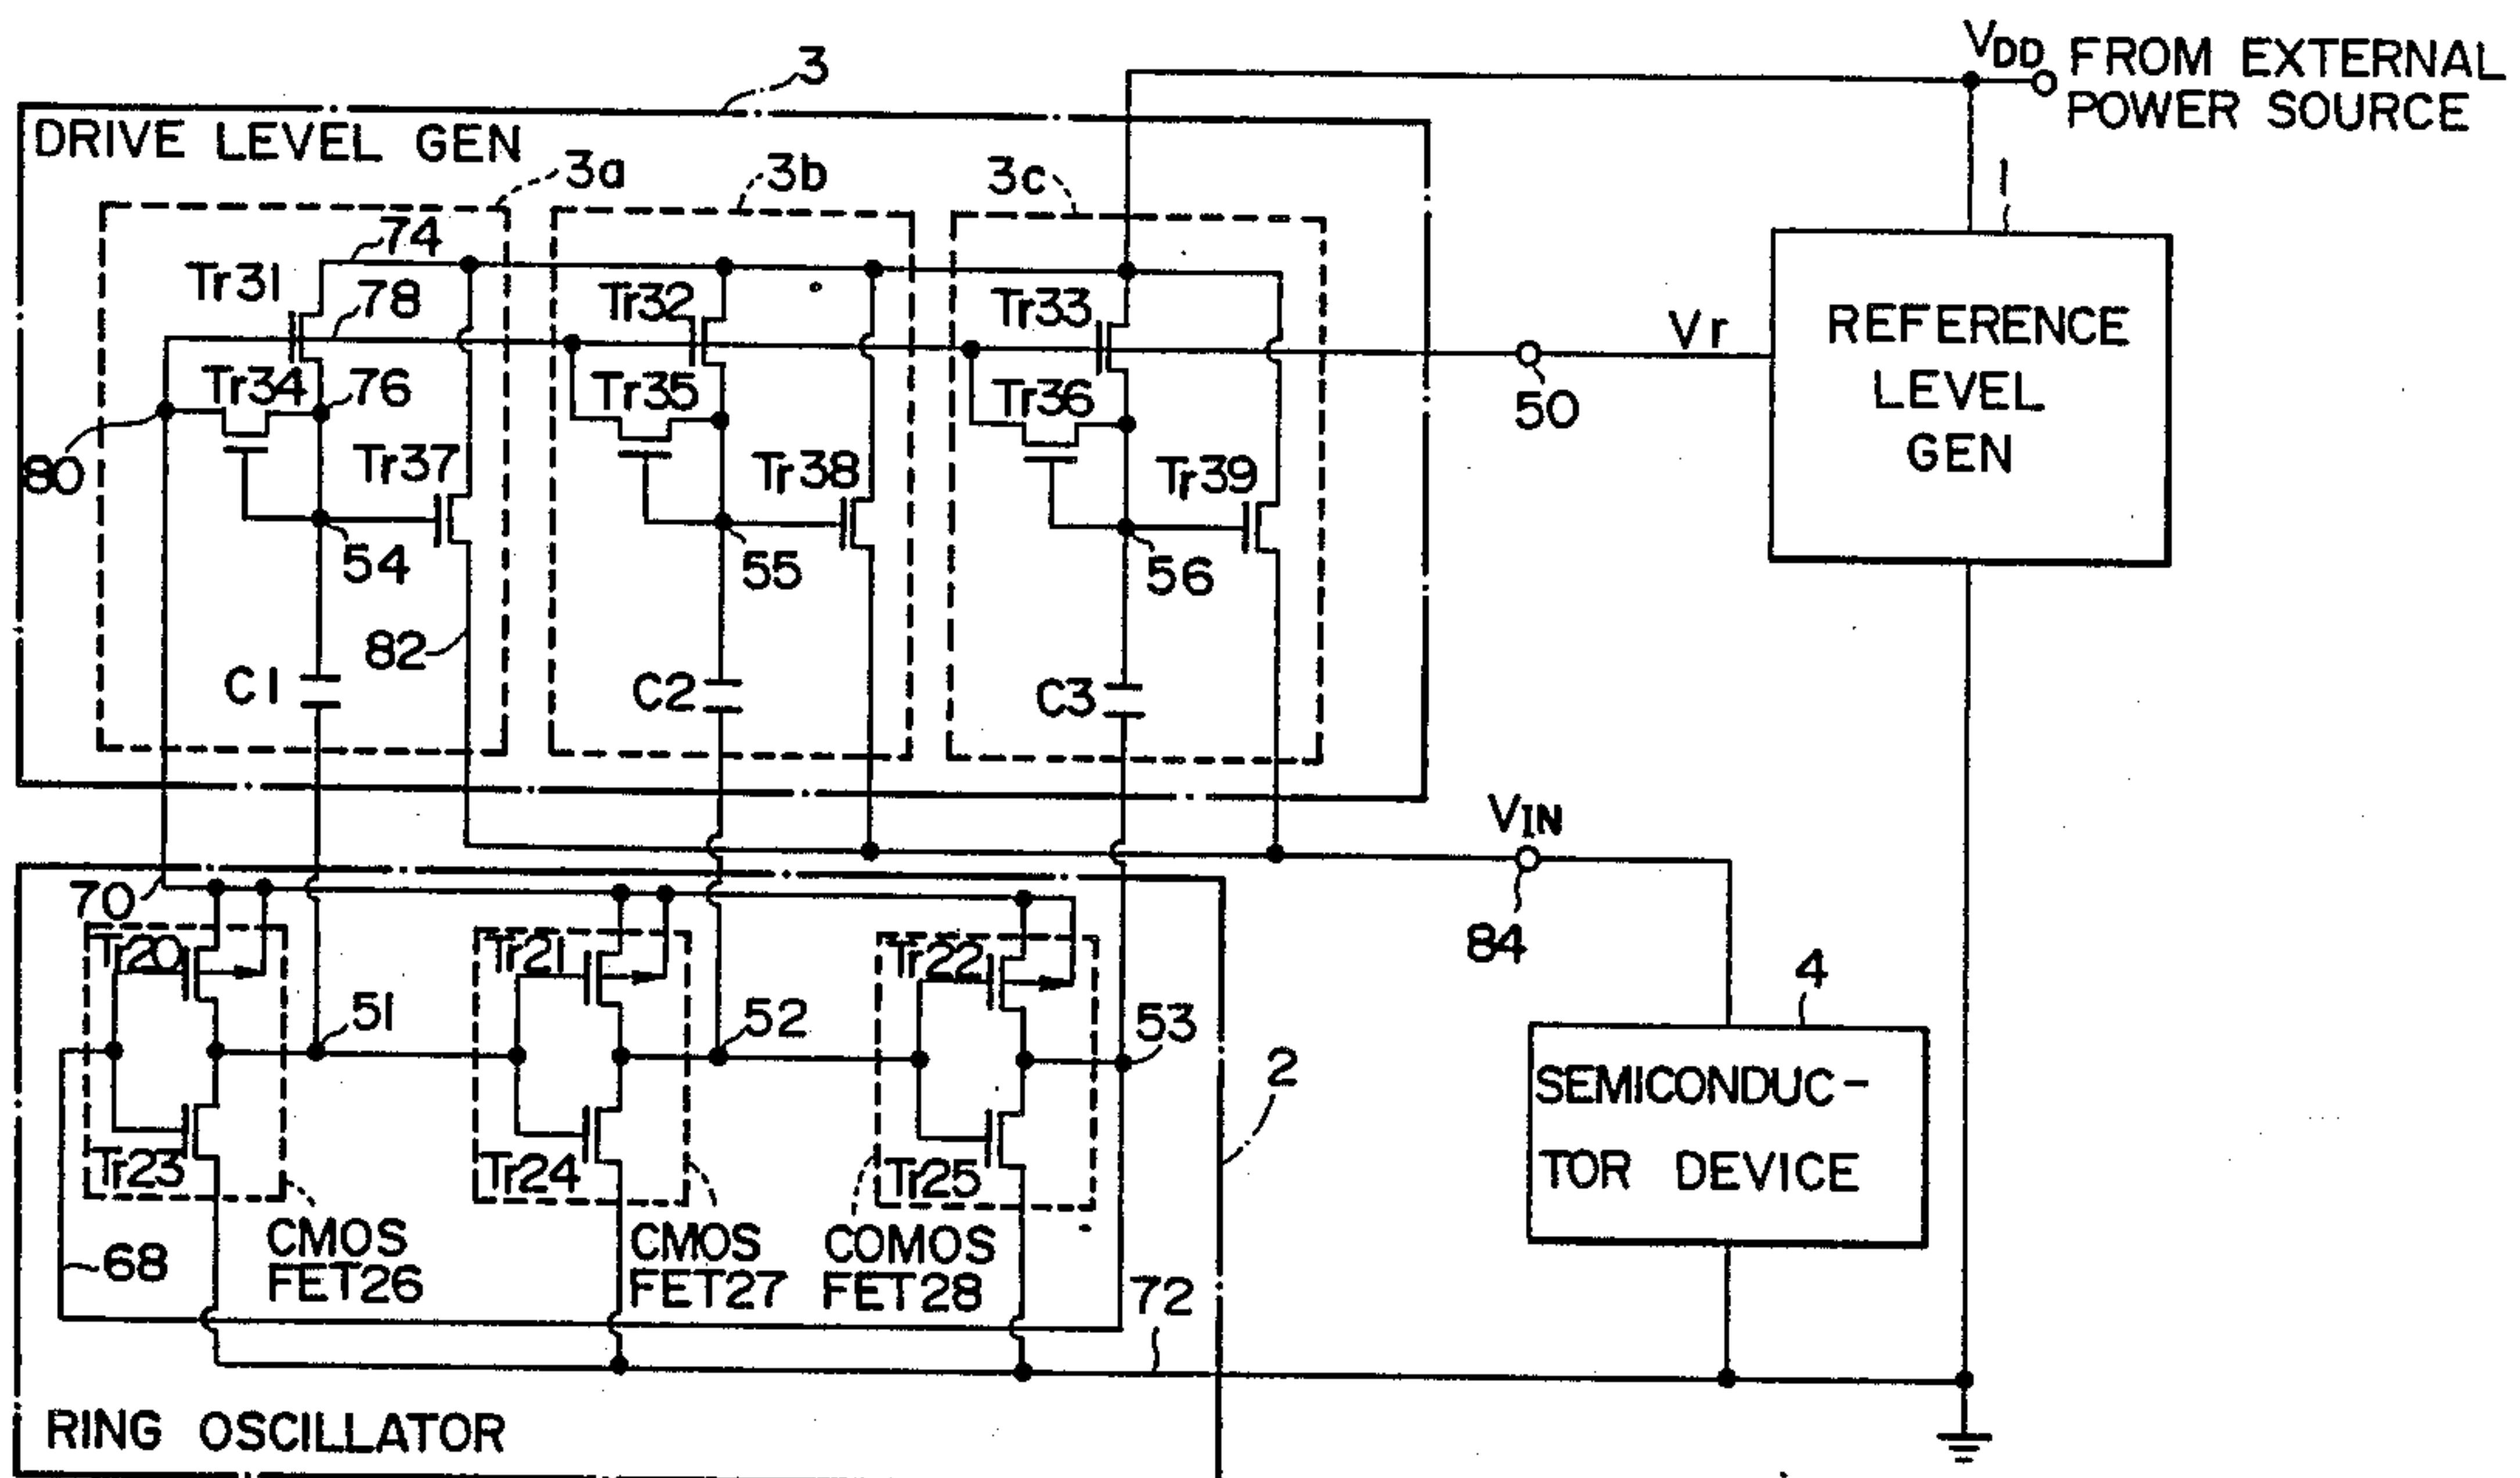 3
VDD FROM EXTERNAL
POWER SOURCE
DRIVE LEVEL GEN
3a
3b
3c
1
74
Tr31
78
Tr32
Tr33
Vr
REFERENCE
LEVEL
GEN
Tr34
76
Tr35
Tr36
50
80
Tr37
Tr38
Tr39
54
55
56
82
C1
C2
C3
VIN
84
70
Tr20
Tr21
Tr22
4
51
52
53
2
SEMICONDUC-
TOR DEVICE
Tr23
Tr24
Tr25
68
CMOS
FET26
CMOS
FET27
COMOS
FET28
72
RING OSCILLATOR